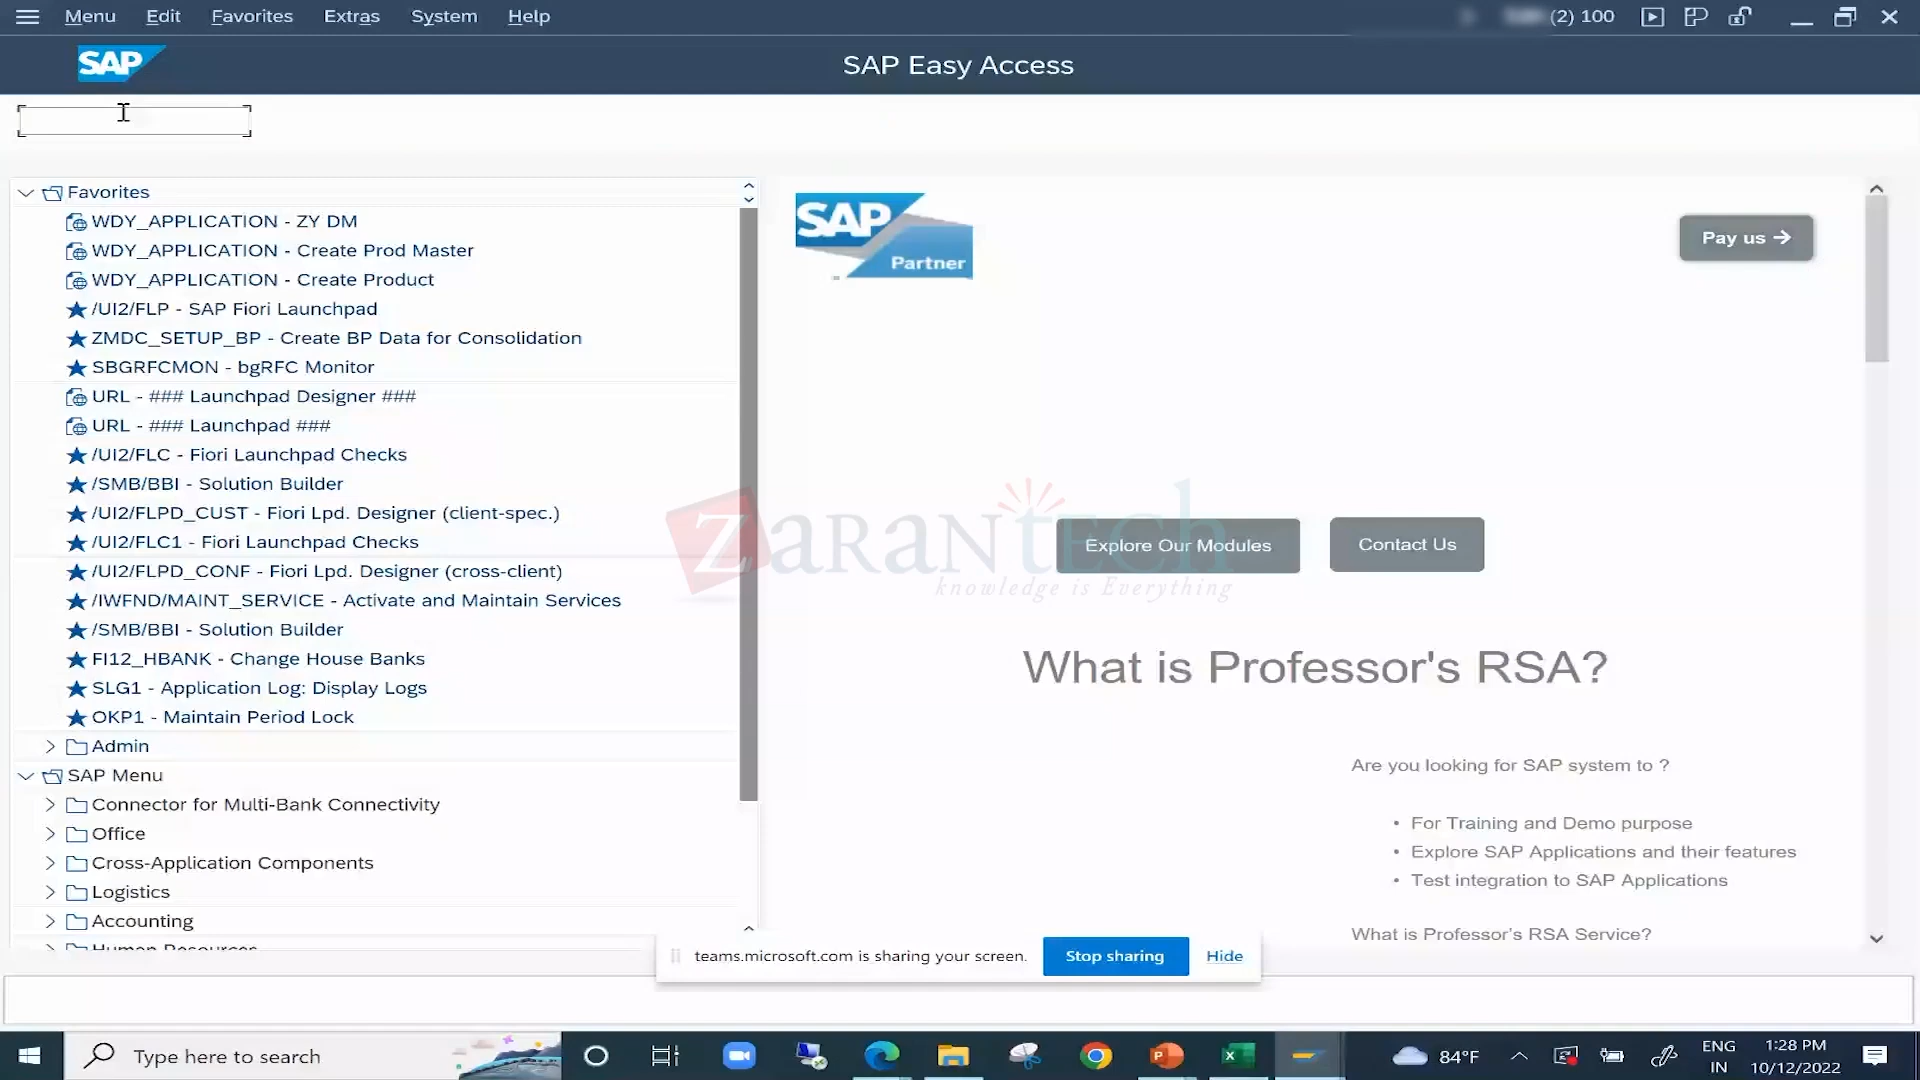 Menu Edit Favorites Extras System Help
(2) 100
SAP
SAP Easy Access
Favorites
WDY_APPLICATION - ZY DM
WDY_APPLICATION - Create Prod Master
WDY_APPLICATION - Create Product
/UI2/FLP - SAP Fiori Launchpad
ZMDC_SETUP_BP - Create BP Data for Consolidation
SBGRFCMON - bgRFC Monitor
URL - ### Launchpad Designer ###
URL - ### Launchpad ###
/UI2/FLC - Fiori Launchpad Checks
/SMB/BBI - Solution Builder
/UI2/FLPD_CUST - Fiori Lpd. Designer (client-spec.)
/UI2/FLC1 - Fiori Launchpad Checks
/UI2/FLPD_CONF - Fiori Lpd. Designer (cross-client)
/IWFND/MAINT_SERVICE - Activate and Maintain Services
/SMB/BBI - Solution Builder
FI12_HBANK - Change House Banks
SLG1 - Application Log: Display Logs
OKP1 - Maintain Period Lock
Admin
SAP Menu
Connector for Multi-Bank Connectivity
Office
Cross-Application Components
Logistics
Accounting
Human Resources
SAP
Partner
Pay us →
Explore Our Modules
Contact Us
ZaranTech
knowledge is Everything
What is Professor's RSA?
Are you looking for SAP system to ?
• For Training and Demo purpose
• Explore SAP Applications and their features
• Test integration to SAP Applications
What is Professor's RSA Service?
teams.microsoft.com is sharing your screen. Stop sharing Hide
Type here to search
84°F
ENG
IN
1:28 PM
10/12/2022